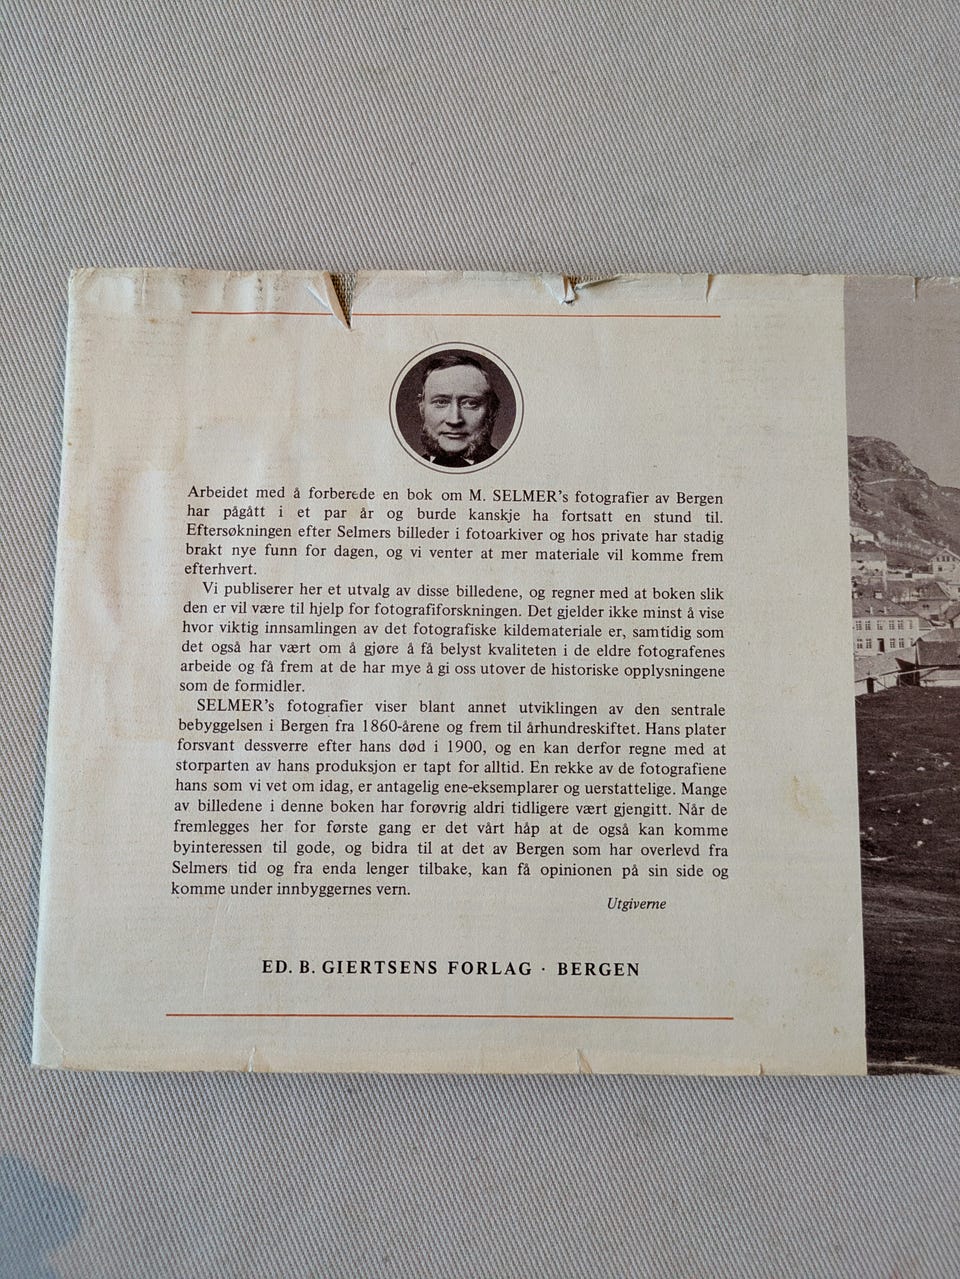 Arbeidet med å forberede en bok om M. SELMER's fotografier av Bergen
har pågått i et par år og burde kanskje ha fortsatt en stund til.
Eftersøkningen efter Selmers billeder i fotoarkiver og hos private har stadig
brakt nye funn for dagen, og vi venter at mer materiale vil komme frem
efterhvert.
Vi publiserer her et utvalg av disse billedene, og regner med at boken slik
den er vil være til hjelp for fotografiforskningen. Det gjelder ikke minst å vise
hvor viktig innsamlingen av det fotografiske kildemateriale er, samtidig som
det også har vært om å gjøre å få belyst kvaliteten i de eldre fotografenes
arbeide og få frem at de har mye å gi oss utover de historiske opplysningene
som de formidler.
SELMER's fotografier viser blant annet utviklingen av den sentrale
bebyggelsen i Bergen fra 1860-årene og frem til århundreskiftet. Hans plater
forsvant dessverre efter hans død i 1900, og en kan derfor regne med at
storparten av hans produksjon er tapt for alltid. En rekke av de fotografiene
hans som vi vet om idag, er antagelig ene-eksemplarer og uerstattelige. Mange
av billedene i denne boken har forøvrig aldri tidligere vært gjengitt. Når de
fremlegges her for første gang er det vårt håp at de også kan komme
byinteressen til gode, og bidra til at det av Bergen som har overlevd fra
Selmers tid og fra enda lenger tilbake, kan få opinionen på sin side og
komme under innbyggernes vern.
Utgiverne
ED. B. GIERTSENS FORLAG · BERGEN